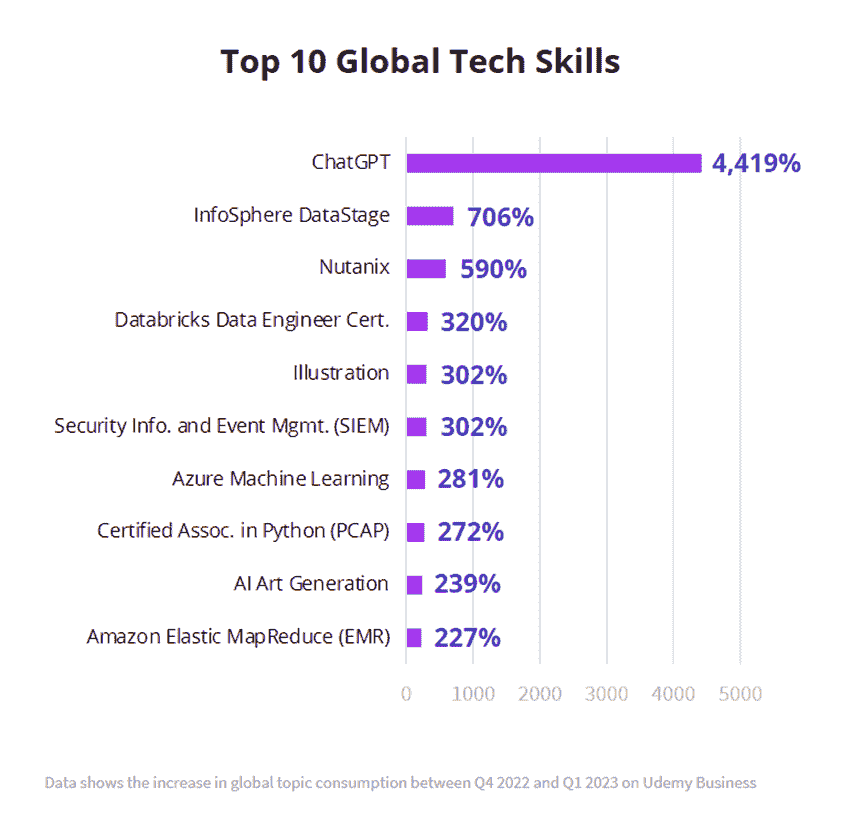 Top 10 Global Tech Skills
ChatGPT 4,419%
InfoSphere DataStage 706%
Nutanix 590%
Databricks Data Engineer Cert. 320%
Illustration 302%
Security Info. and Event Mgmt. (SIEM) 302%
Azure Machine Learning 281%
Certified Assoc. in Python (PCAP) 272%
AI Art Generation 239%
Amazon Elastic MapReduce (EMR) 227%
0 1000 2000 3000 4000 5000
Data shows the increase in global topic consumption between Q4 2022 and Q1 2023 on Udemy Business